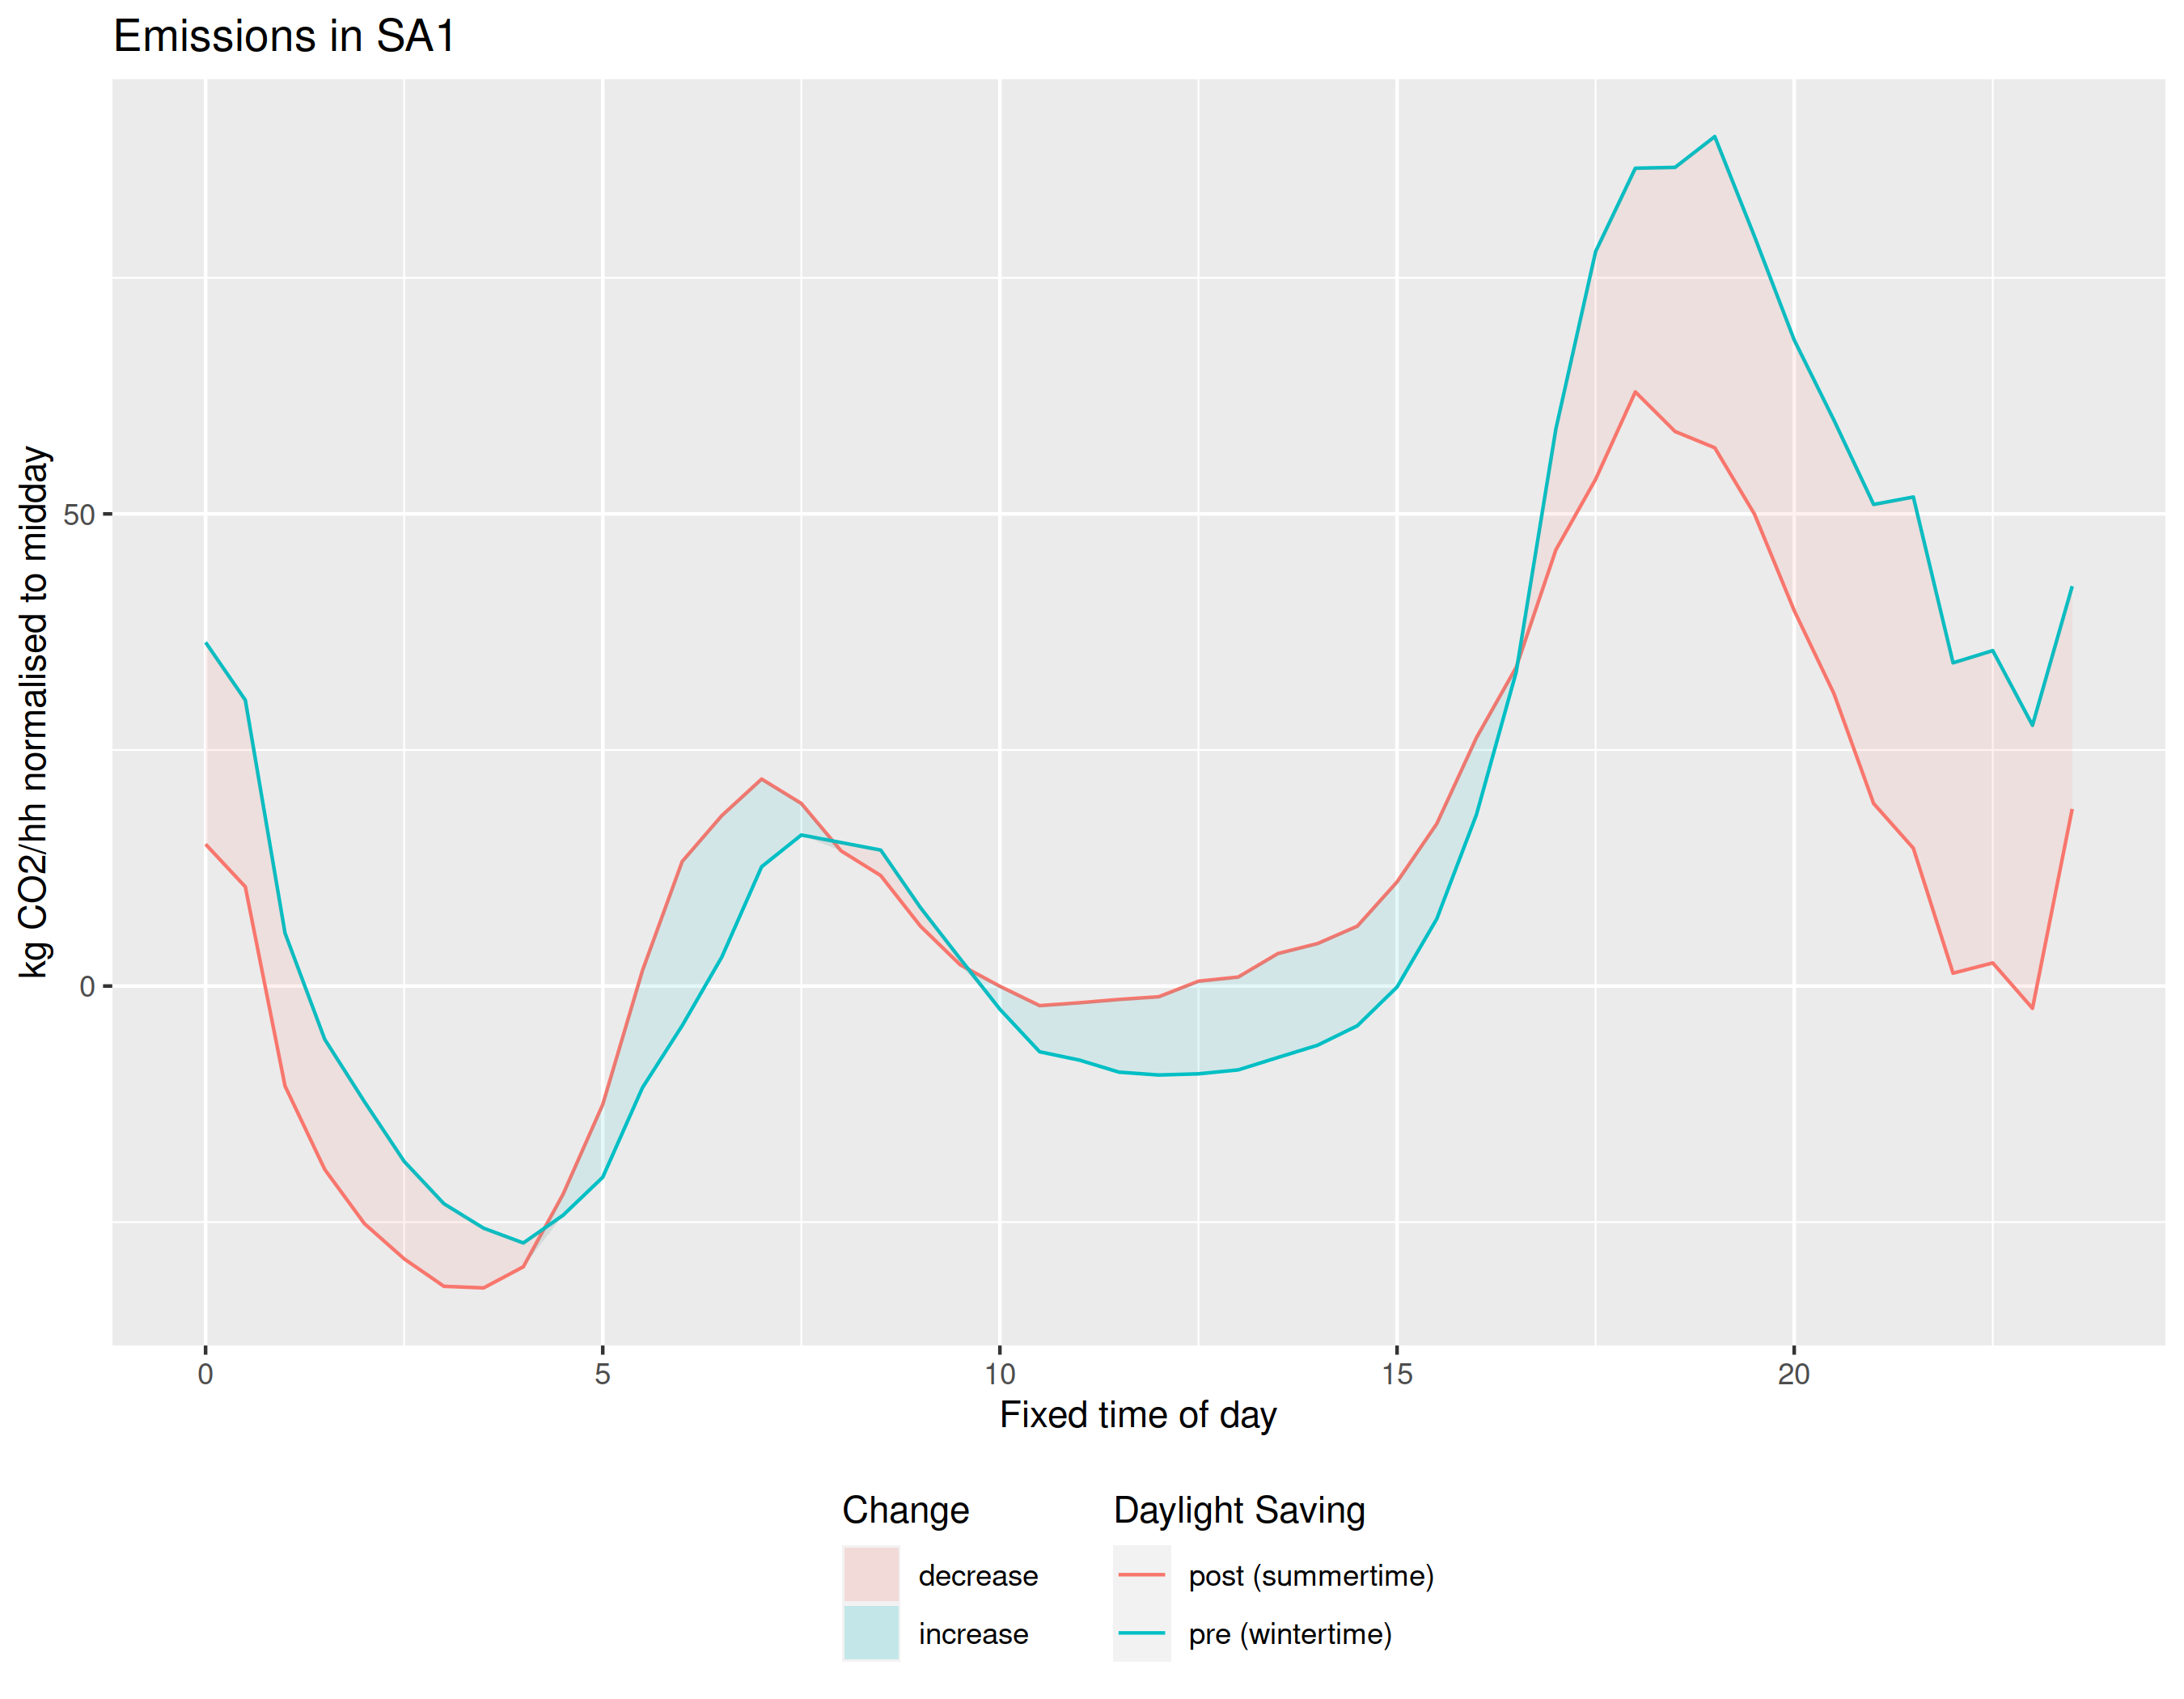 Emissions in SA1
kg CO2/hh normalised to midday
50
0
0
5
10
15
20
Fixed time of day
Change
decrease
increase
Daylight Saving
post (summertime)
pre (wintertime)